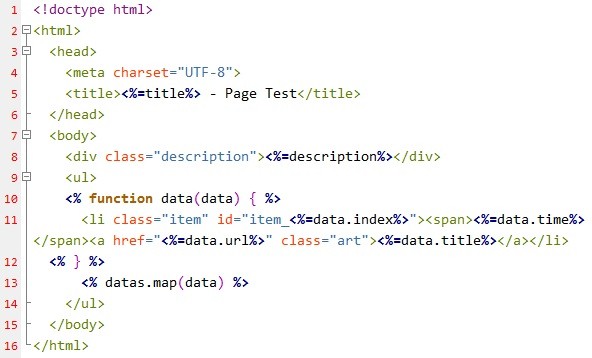 1 <!doctype html>
2 <html>
3 <head>
4 <meta charset="UTF-8">
5 <title><%=title%> - Page Test</title>
6 </head>
7 <body>
8 <div class="description"><%=description%></div>
9 <ul>
10 <% function data(data) { %>
11 <li class="item" id="item_<%=data.index%>"><span><%=data.time%>
</span><a href="<%=data.url%>" class="art"><%=data.title%></a></li>
12 <% } %>
13 <% datas.map(data) %>
14 </ul>
15 </body>
16 </html>